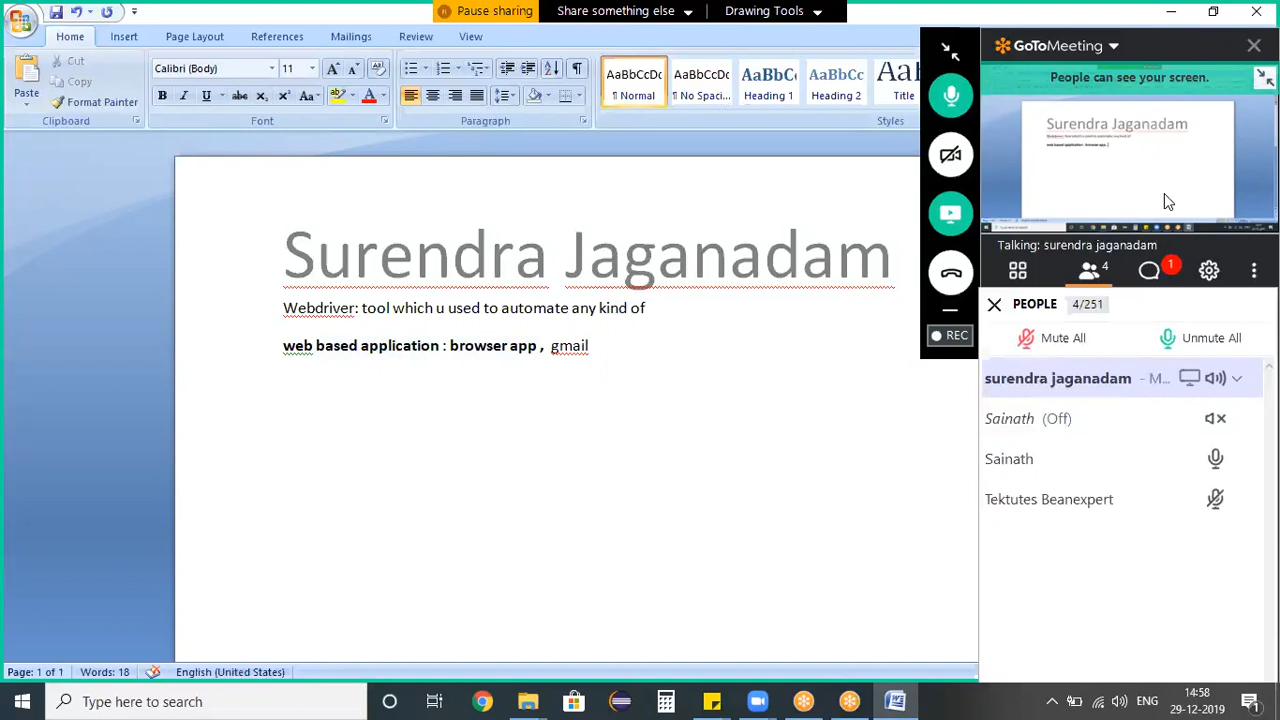 Pause sharing
Share something else
Drawing Tools
Home
Insert
Page Layout
References
Mailings
Review
View
GoToMeeting
People can see your screen.
Paste
Cut
Copy
Format Painter
Clipboard
Calibri (Body)
11
Font
Paragraph
AaBbCcDc
¶ Normal
AaBbCcDc
¶ No Spaci...
AaBbCc
Heading 1
AaBbCc
Heading 2
Title
Styles
Surendra Jaganadam
Surendra Jaganadam
Webdriver: tool which u used to automate any kind of
web based application : browser app , gmail
REC
Talking: surendra jaganadam
4
1
PEOPLE 4/251
Mute All
Unmute All
surendra jaganadam - M...
Sainath (Off)
Sainath
Tektutes Beanexpert
Page: 1 of 1
Words: 18
English (United States)
Type here to search
ENG
14:58
29-12-2019
1